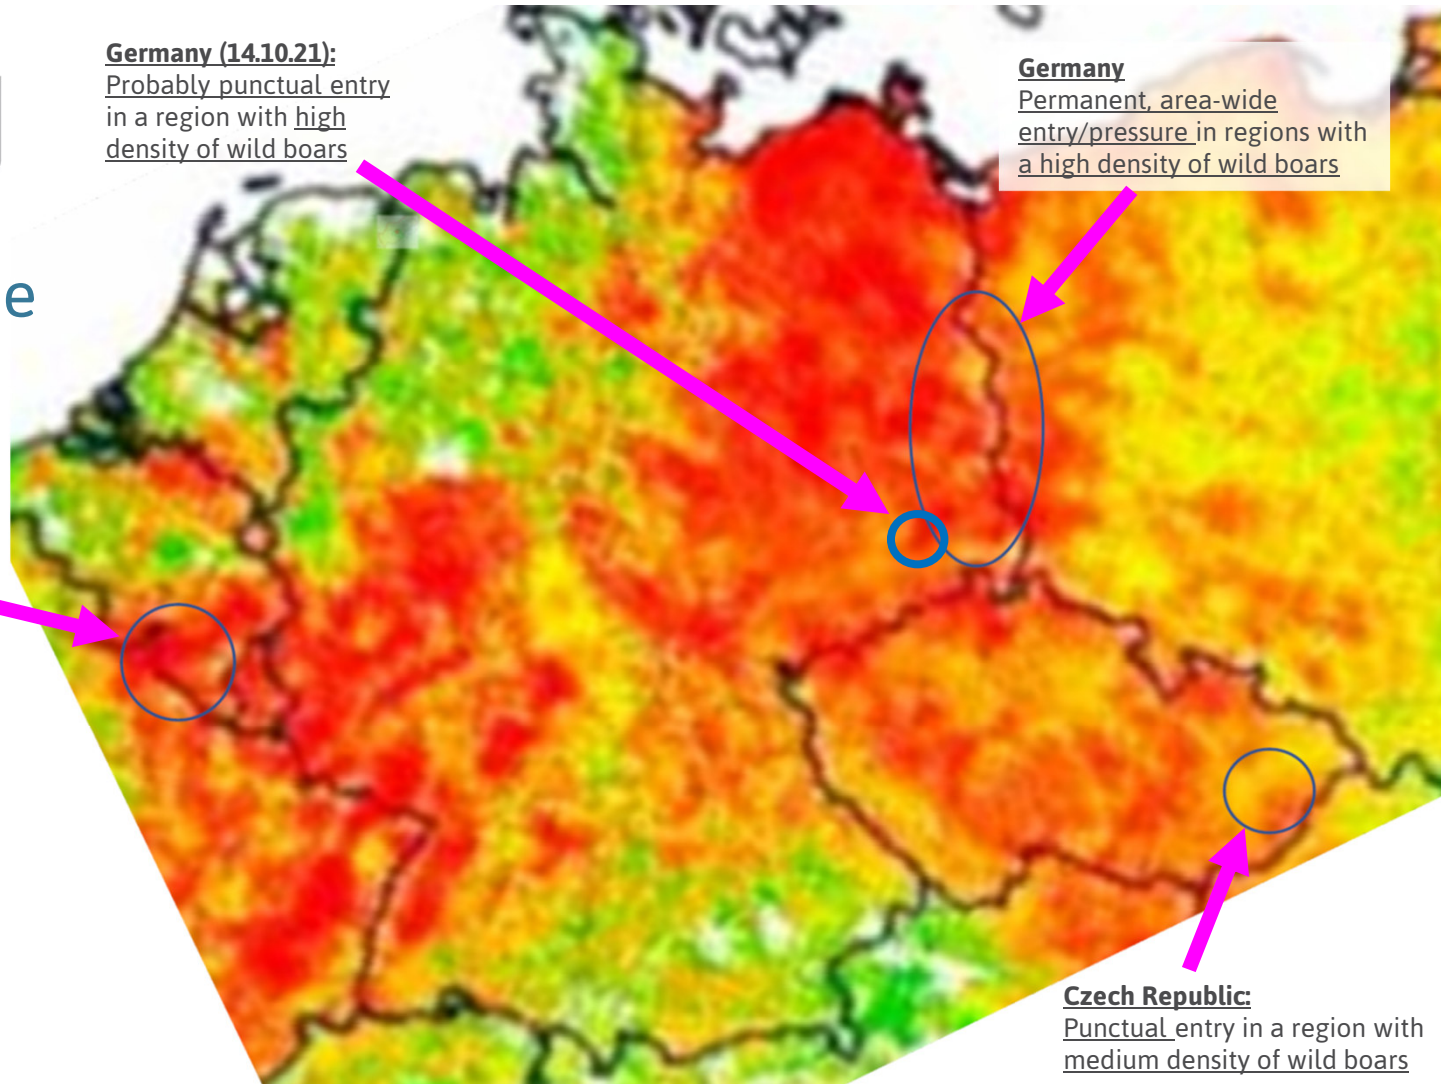 Germany (14.10.21):
Probably punctual entry
in a region with high
density of wild boars
Germany
Permanent, area-wide
entry/pressure in regions with
a high density of wild boars
e
Czech Republic:
Punctual entry in a region with
medium density of wild boars